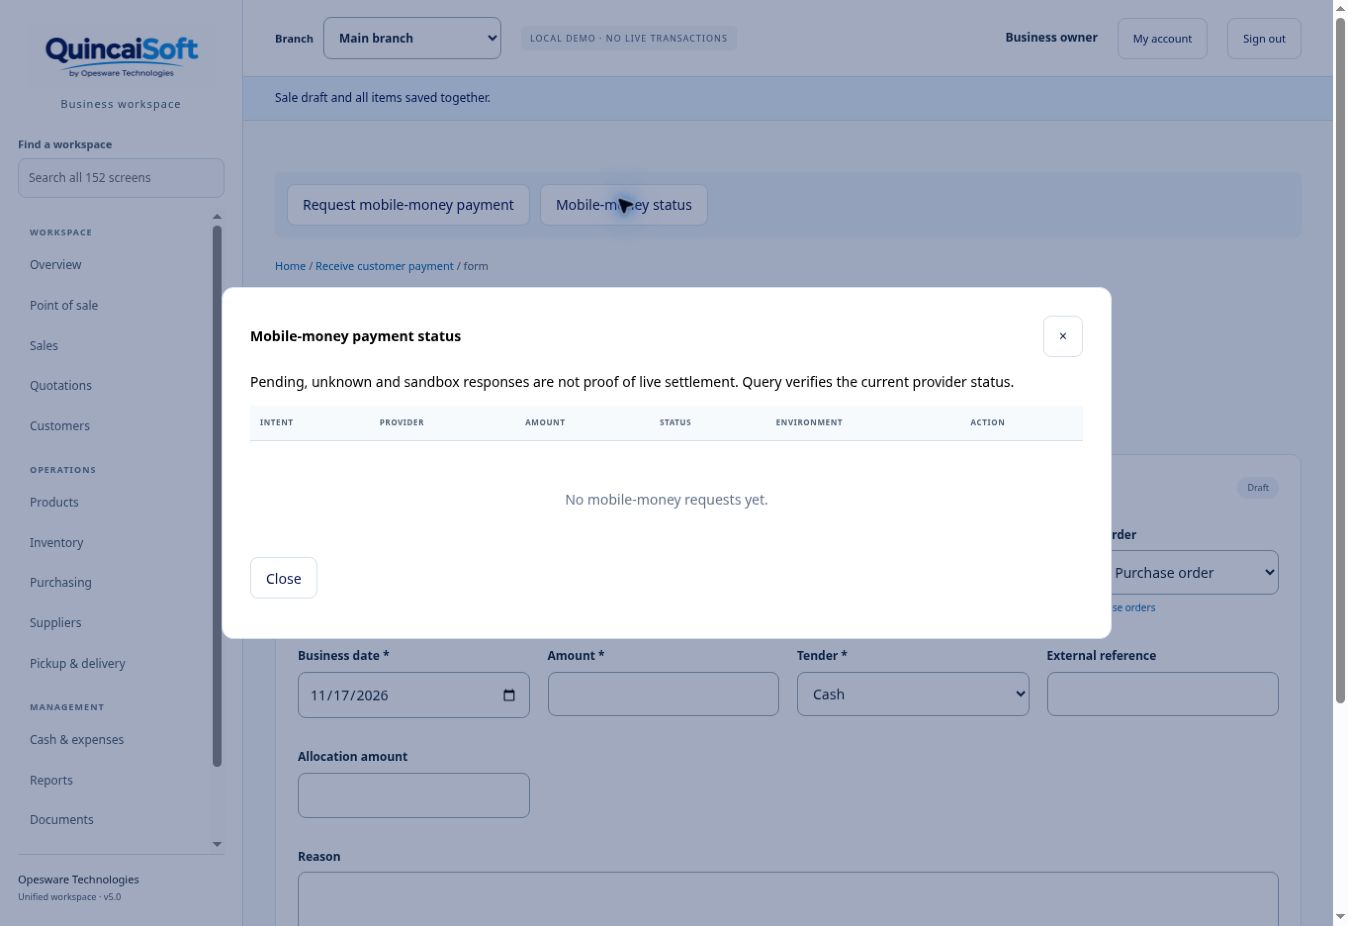 QuincaiSoft
by Opesware Technologies
Business workspace
Find a workspace
Search all 152 screens
WORKSPACE
Overview
Point of sale
Sales
Quotations
Customers
OPERATIONS
Products
Inventory
Purchasing
Suppliers
Pickup & delivery
MANAGEMENT
Cash & expenses
Reports
Documents
Opesware Technologies
Unified workspace · v5.0
Branch
Main branch
LOCAL DEMO · NO LIVE TRANSACTIONS
Business owner
My account
Sign out
Sale draft and all items saved together.
Request mobile-money payment
Mobile-money status
Home / Receive customer payment / form
Mobile-money payment status
×
Pending, unknown and sandbox responses are not proof of live settlement. Query verifies the current provider status.
INTENT PROVIDER AMOUNT STATUS ENVIRONMENT ACTION
No mobile-money requests yet.
Close
Draft
rder
Purchase order
se orders
Business date * Amount * Tender * External reference
11/17/2026 Cash
Allocation amount
Reason